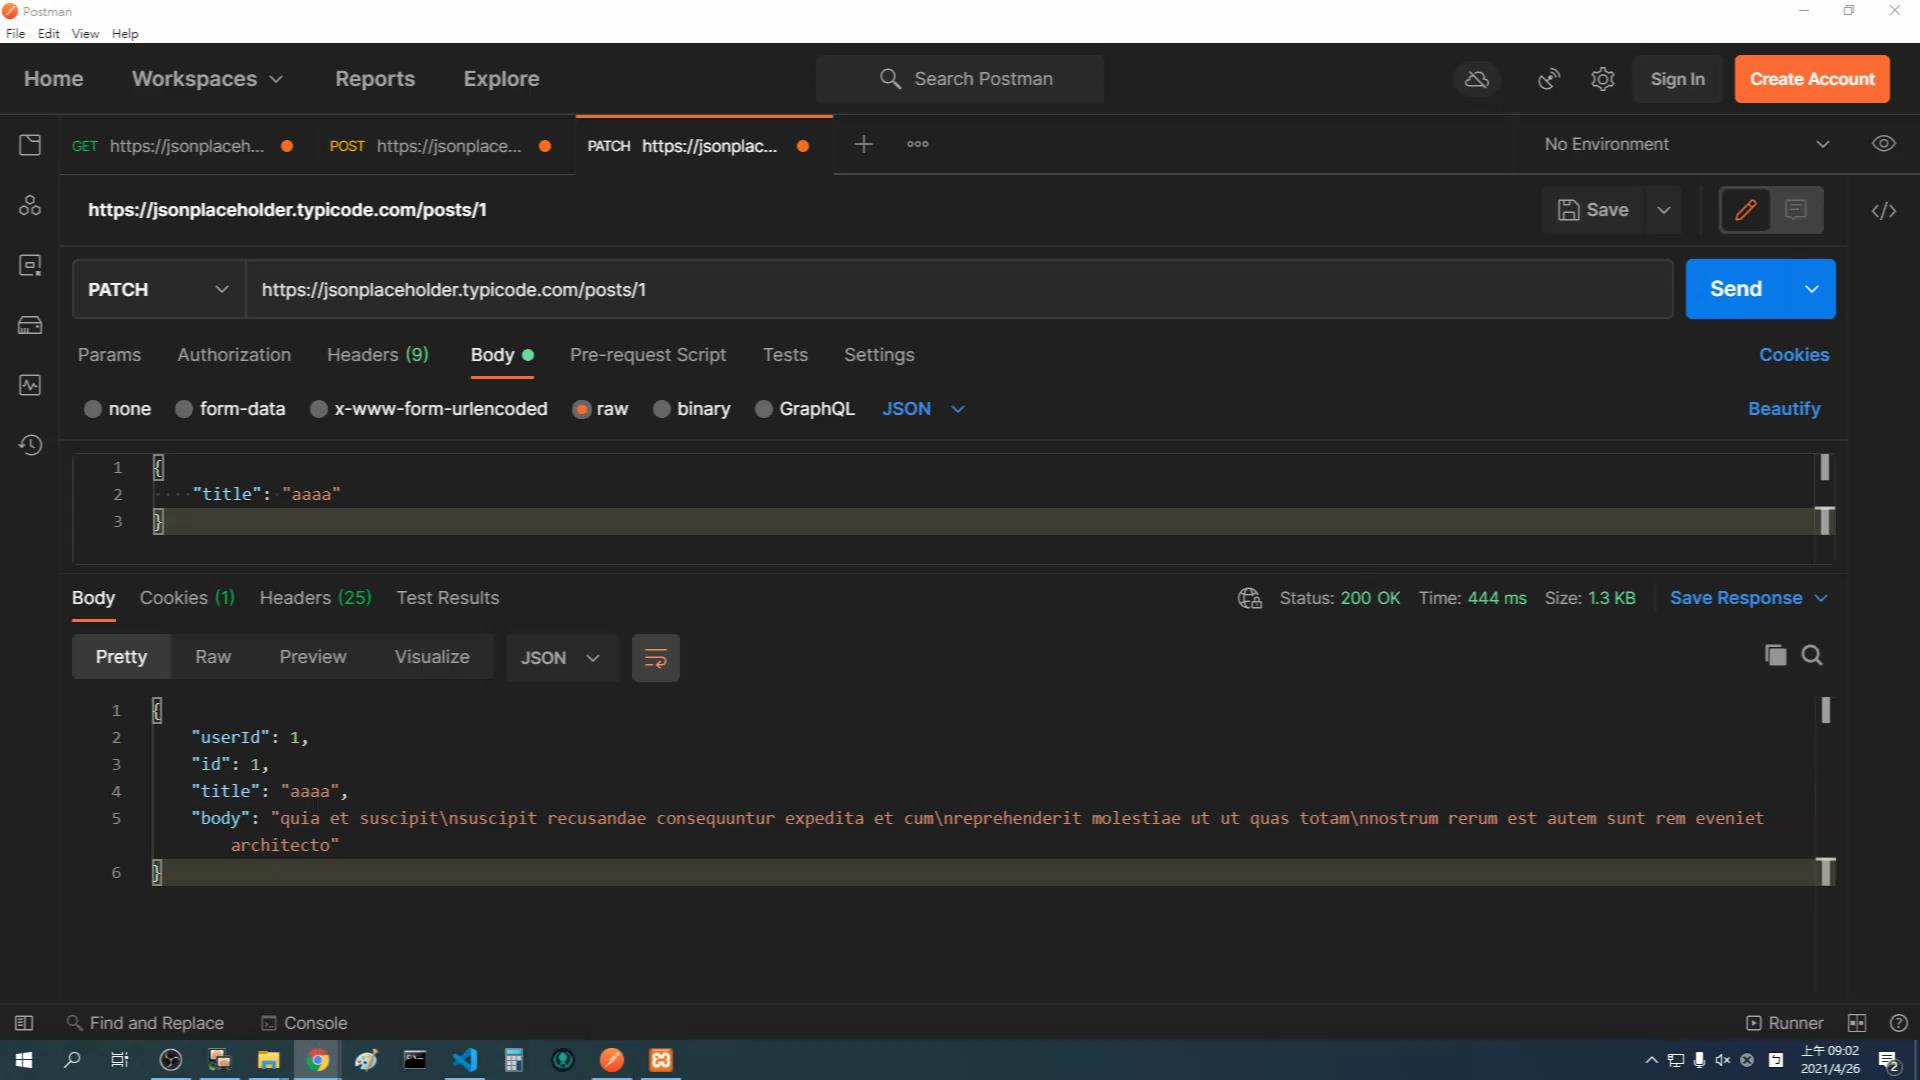 Postman
File Edit View Help
Home Workspaces Reports Explore Search Postman Sign In Create Account
GET https://jsonplaceh... POST https://jsonplace... PATCH https://jsonplac... No Environment
https://jsonplaceholder.typicode.com/posts/1 Save
PATCH https://jsonplaceholder.typicode.com/posts/1 Send
Params Authorization Headers (9) Body Pre-request Script Tests Settings Cookies
none form-data x-www-form-urlencoded raw binary GraphQL JSON Beautify
1 {
2 "title": "aaaa"
3 }
Body Cookies (1) Headers (25) Test Results Status: 200 OK Time: 444 ms Size: 1.3 KB Save Response
Pretty Raw Preview Visualize JSON
1 {
2 "userId": 1,
3 "id": 1,
4 "title": "aaaa",
5 "body": "quia et suscipit\nsuscipit recusandae consequuntur expedita et cum\nreprehenderit molestiae ut ut quas totam\nnostrum rerum est autem sunt rem eveniet
architecto"
6 }
Find and Replace Console Runner
上午 09:02
2021/4/26
2